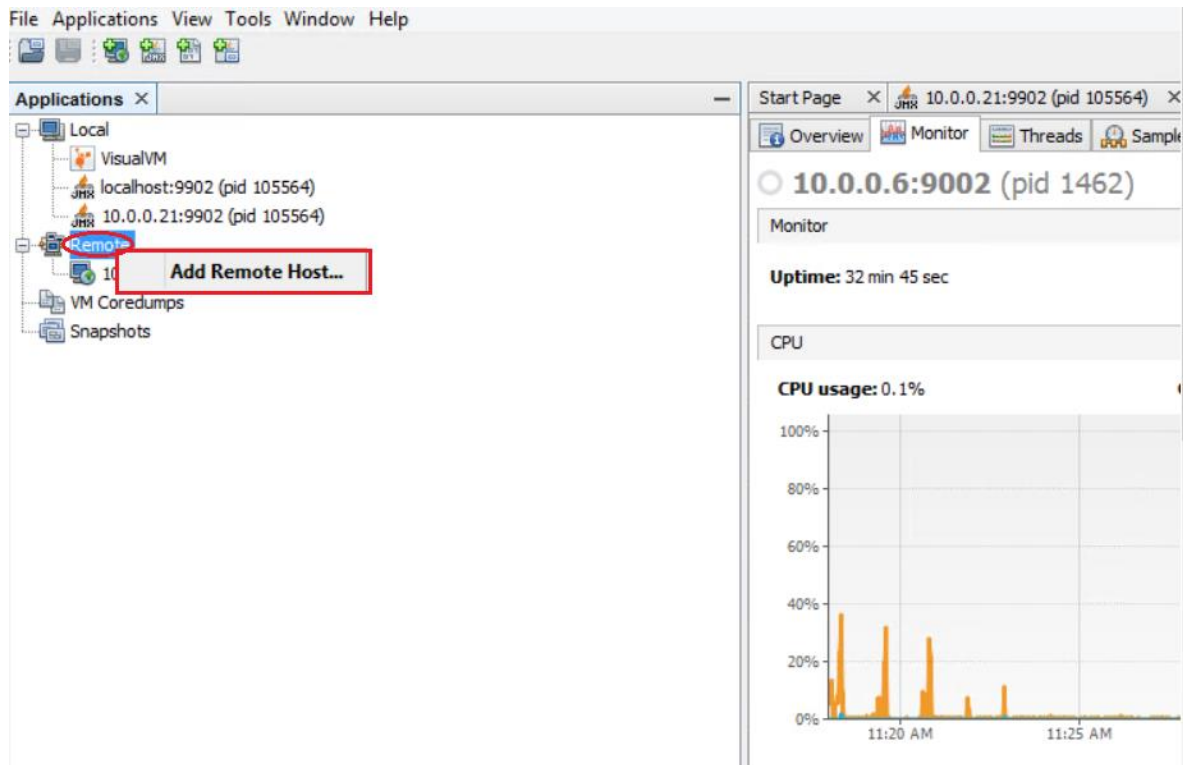 File Applications View Tools Window Help
Applications
Local
VisualVM
localhost:9902 (pid 105564)
10.0.0.21:9902 (pid 105564)
Remote
10
Add Remote Host...
VM Coredumps
Snapshots
Start Page 10.0.0.21:9902 (pid 105564)
Overview Monitor Threads Sample
10.0.0.6:9002 (pid 1462)
Monitor
Uptime: 32 min 45 sec
CPU
CPU usage: 0.1%
100%
80%
60%
40%
20%
0%
11:20 AM 11:25 AM